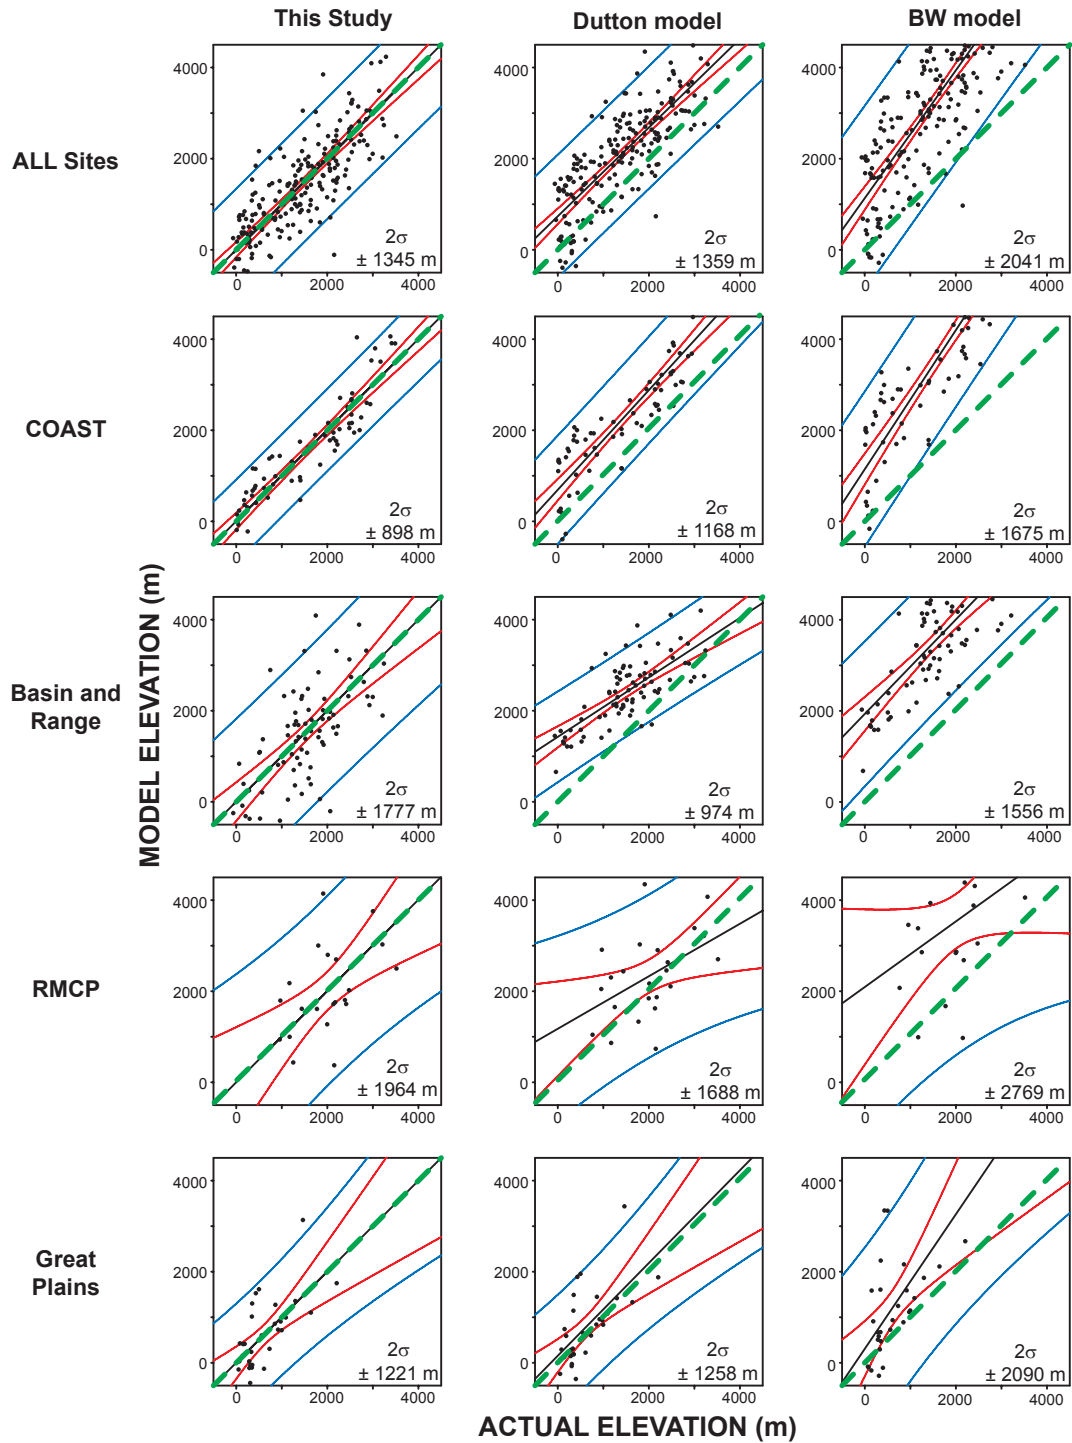 This Study Dutton model BW model
ALL Sites
4000 2000 0
2σ
± 1345 m
0 2000 4000
4000 2000 0
2σ
± 1359 m
0 2000 4000
4000 2000 0
2σ
± 2041 m
0 2000 4000
COAST
4000 2000 0
2σ
± 898 m
0 2000 4000
4000 2000 0
2σ
± 1168 m
0 2000 4000
4000 2000 0
2σ
± 1675 m
0 2000 4000
MODEL ELEVATION (m)
Basin and
Range
4000 2000 0
2σ
± 1777 m
0 2000 4000
4000 2000 0
2σ
± 974 m
0 2000 4000
4000 2000 0
2σ
± 1556 m
0 2000 4000
RMCP
4000 2000 0
2σ
± 1964 m
0 2000 4000
4000 2000 0
2σ
± 1688 m
0 2000 4000
4000 2000 0
2σ
± 2769 m
0 2000 4000
Great
Plains
4000 2000 0
2σ
± 1221 m
0 2000 4000
4000 2000 0
2σ
± 1258 m
0 2000 4000
4000 2000 0
2σ
± 2090 m
0 2000 4000
ACTUAL ELEVATION (m)